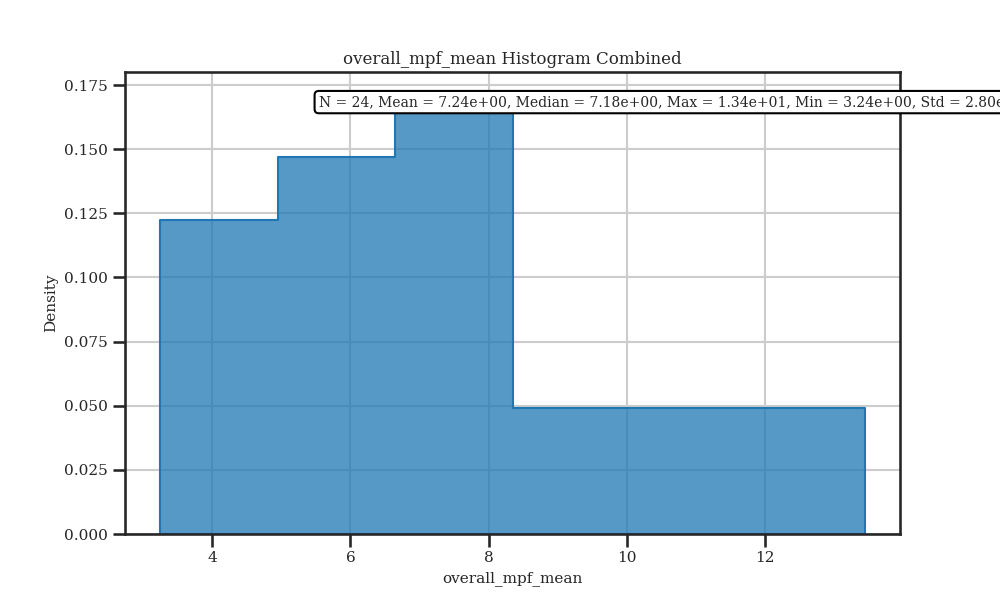 overall_mpf_mean Histogram Combined
N = 24, Mean = 7.24e+00, Median = 7.18e+00, Max = 1.34e+01, Min = 3.24e+00, Std = 2.80e
0.175
0.150
0.125
0.100
0.075
0.050
0.025
0.000
Density
4 6 8 10 12
overall_mpf_mean